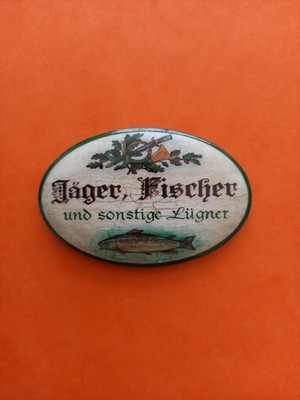 Jäger, Fischer
und sonstige Lügner